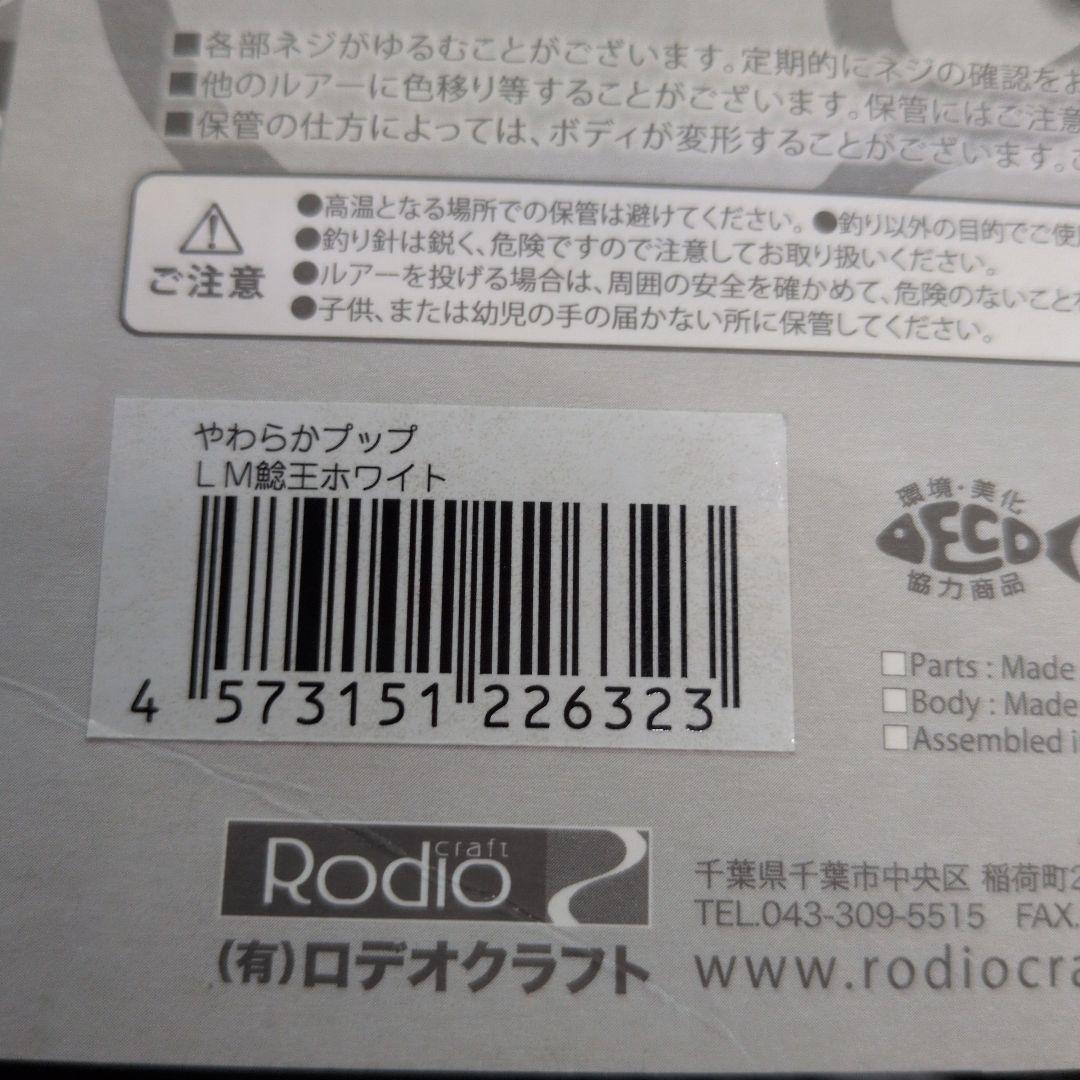 ■各部ネジがゆるむことがございます。定期的にネジの確認をお
■他のルアーに色移り等することがございます。保管にはご注意
■保管の仕方によっては、ボディが変形することがございます。
ご注意
●高温となる場所での保管は避けてください。●釣り以外の目的でご使用
●釣り針は鋭く、危険ですので注意してお取り扱いください。
●ルアーを投げる場合は、周囲の安全を確かめて、危険のないことを
●子供、または幼児の手の届かない所に保管してください。
やわらかプップ
LM鯰王ホワイト
4 573151 226323
環境・美化
ECO
協力商品
□Parts : Made
□Body : Made
□Assembled i
Rodio craft
(有)ロデオクラフト
千葉県千葉市中央区 稲荷町2
TEL.043-309-5515 FAX.
www.rodiocra